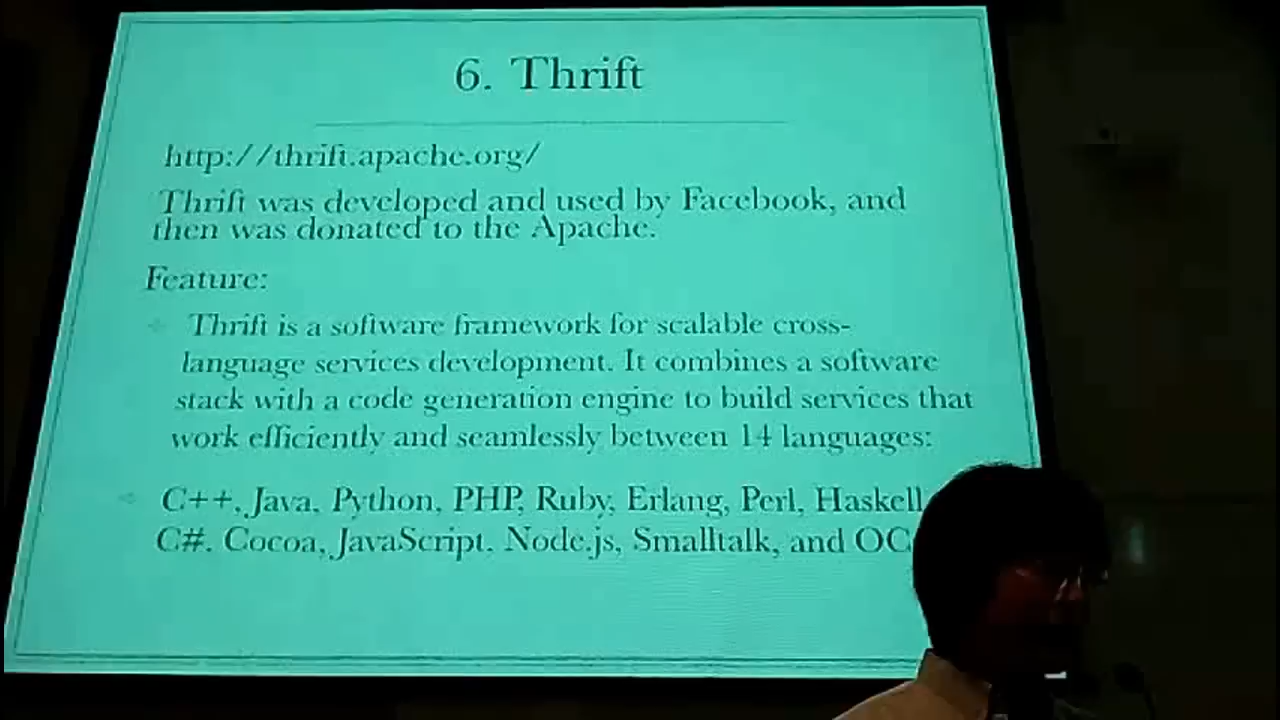 6. Thrift
http://thrift.apache.org/
Thrift was developed and used by Facebook, and
then was donated to the Apache.
Feature:
Thrift is a software framework for scalable cross-
language services development. It combines a software
stack with a code generation engine to build services that
work efficiently and seamlessly between 14 languages:
C++, Java, Python, PHP, Ruby, Erlang, Perl, Haskell
C#, Cocoa, JavaScript, Node.js, Smalltalk, and